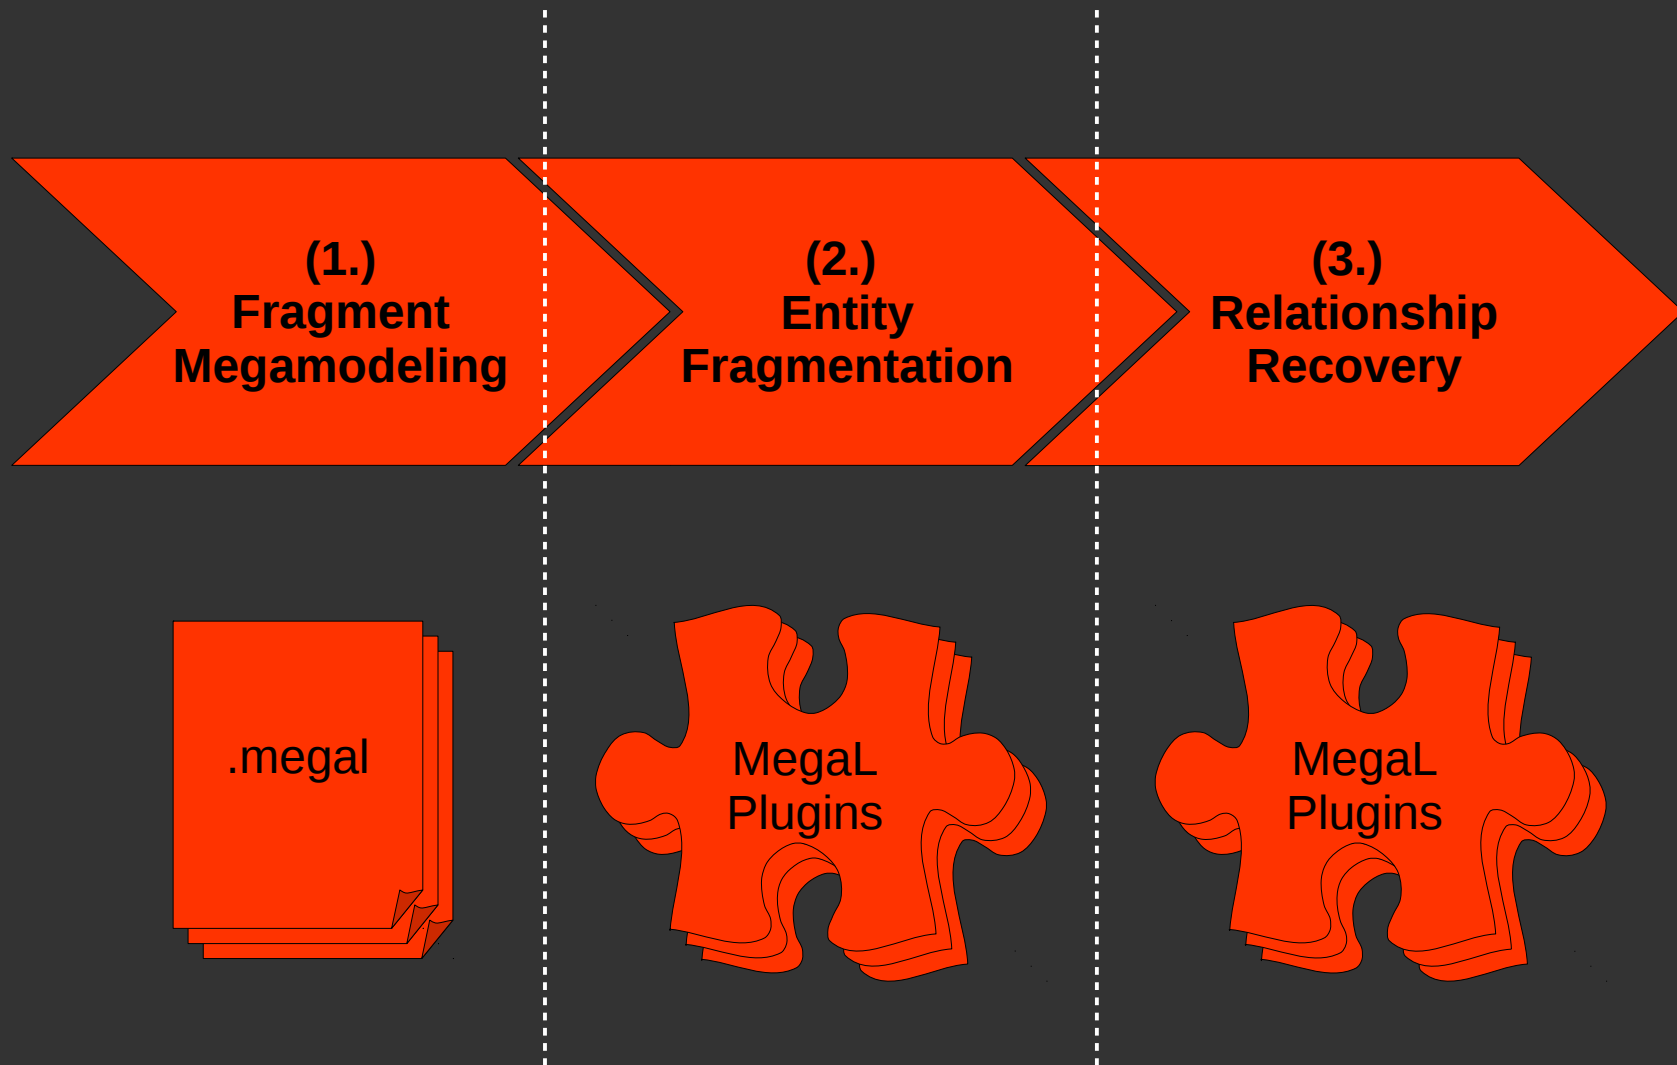 (1.)
Fragment
Megamodeling
(2.)
Entity
Fragmentation
(3.)
Relationship
Recovery
.megal
MegaL
Plugins
MegaL
Plugins